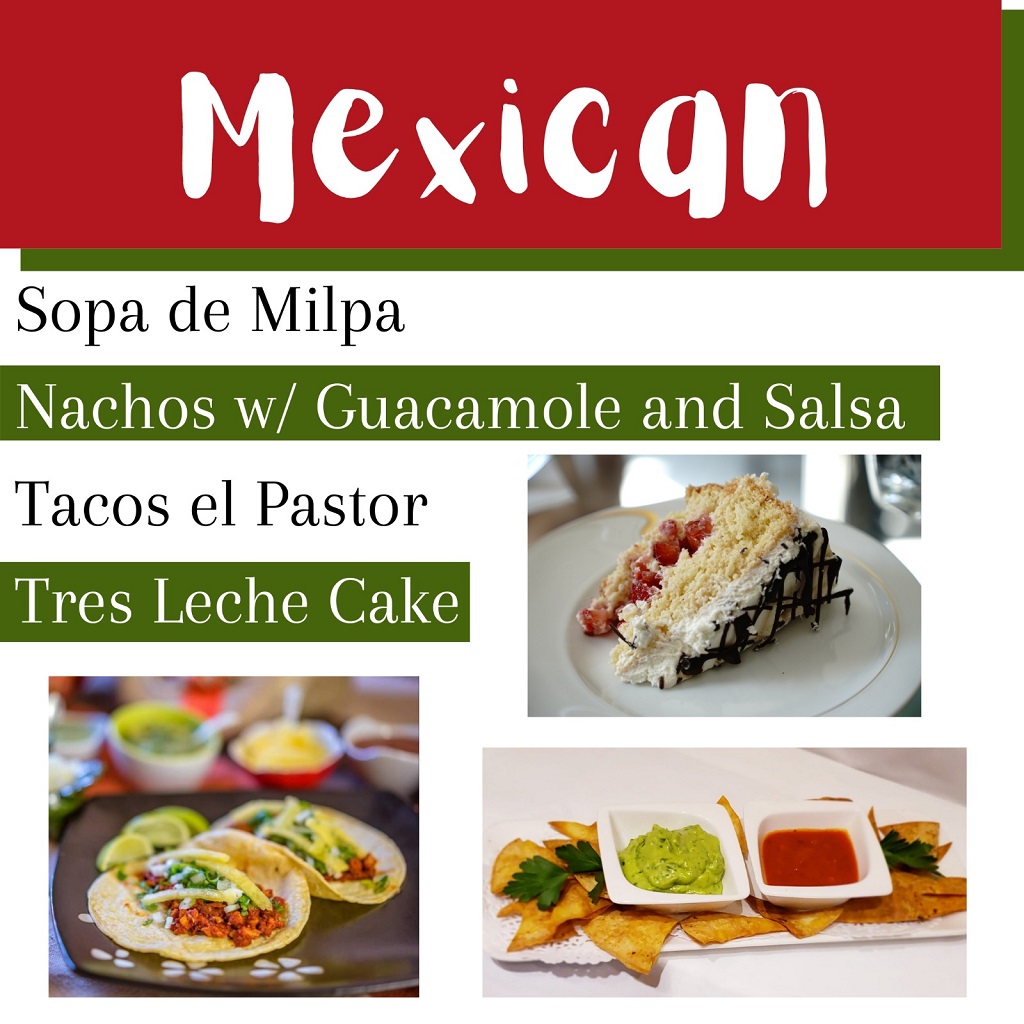 Mexican
Sopa de Milpa
Nachos w/ Guacamole and Salsa
Tacos el Pastor
Tres Leche Cake